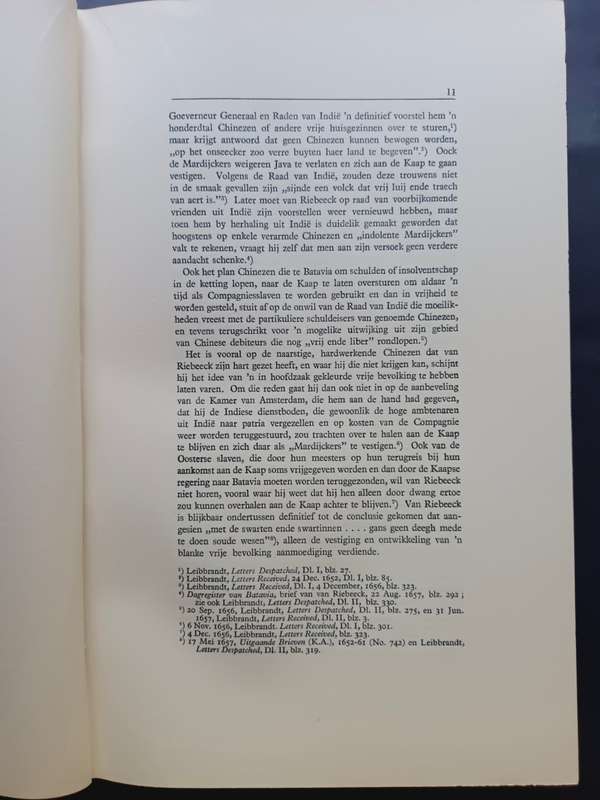 11
Goeverneur Generaal en Raden van Indië 'n definitief voorstel hem 'n
honderdtal Chinezen of andere vrije huisgezinnen over te sturen,¹)
maar krijgt antwoord dat geen Chinezen kunnen bewogen worden,
„op het onseecker zoo verre buyten haer land te begeven”.²) Oock
de Mardijckers weigeren Java te verlaten en zich aan de Kaap te gaan
vestigen. Volgens de Raad van Indië, zouden deze trouwens niet
in de smaak gevallen zijn „sijnde een volck dat vrij luij ende traech
van aert is.”³) Later moet van Riebeeck op raad van voorbijkomende
vrienden uit Indië zijn voorstellen weer vernieuwd hebben, maar
toen hem by herhaling uit Indië is duidelik gemaakt geworden dat
hoogstens op enkele verarmde Chinezen en „indolente Mardijckers”
valt te rekenen, vraagt hij zelf dat men aan zijn versoek geen verdere
aandacht schenke.⁴)
Ook het plan Chinezen die te Batavia om schulden of insolventschap
in de ketting lopen, naar de Kaap te laten oversturen om aldaar 'n
tijd als Compagniesslaven te worden gebruikt en dan in vrijheid te
worden gesteld, stuit af op de onwil van de Raad van Indië die moeilik-
heden vreest met de partikuliere schuldeisers van genoemde Chinezen,
en tevens terugschrikt voor 'n mogelike uitwijking uit zijn gebied
van Chinese debiteurs die nog „vrij ende liber” rondlopen.⁵)
Het is vooral op de naarstige, hardwerkende Chinezen dat van
Riebeeck zijn hart gezet heeft, en waar hij die niet krijgen kan, schijnt
hij het idee van 'n in hoofdzaak gekleurde vrije bevolking te hebben
laten varen. Om die reden gaat hij dan ook niet in op de aanbeveling
van de Kamer van Amsterdam, die hem aan de hand had gegeven,
dat hij de Indiese dienstboden, die gewoonlik de hoge ambtenaren
uit Indië naar patria vergezellen en op kosten van de Compagnie
weer worden teruggestuurd, zou trachten over te halen aan de Kaap
te blijven en zich daar als „Mardijckers” te vestigen.⁶) Ook van de
Oosterse slaven, die door hun meesters op hun terugreis bij hun
aankomst aan de Kaap soms vrijgegeven worden en dan door de Kaapse
regering naar Batavia moeten worden teruggezonden, wil van Riebeeck
niet horen, vooral waar hij weet dat hij hen alleen door dwang ertoe
zou kunnen overhalen aan de Kaap achter te blijven.⁷) Van Riebeeck
is blijkbaar ondertussen definitief tot de conclusie gekomen dat aan-
gesien „met de swarten ende swartinnen . . . . gans geen deegh mede
te doen soude wesen”⁸), alleen de vestiging en ontwikkeling van 'n
blanke vrije bevolking aanmoediging verdiende.
¹) Leibbrandt, Letters Despatched, Dl. I, blz. 27.
²) Leibbrandt, Letters Received, 24 Dec. 1652, Dl. I, blz. 85.
³) Leibbrandt, Letters Received, Dl. I, 4 December, 1656, blz. 323.
⁴) Dagregister van Batavia, brief van van Riebeeck, 22 Aug. 1657, blz. 292 ;
zie ook Leibbrandt, Letters Despatched, Dl. II, blz. 330.
⁵) 20 Sep. 1656, Leibbrandt, Letters Despatched, Dl. II, blz. 275, en 31 Jun.
1657, Leibbrandt, Letters Received, Dl. II, blz. 3.
⁶) 6 Nov. 1656, Leibbrandt. Letters Received, Dl. I, blz. 301.
⁷) 4 Dec. 1656, Leibbrandt, Letters Received, blz. 323.
⁸) 17 Mei 1657, Uitgaande Brieven (K.A.), 1652-61 (No. 742) en Leibbrandt,
Letters Despatched, Dl. II, blz. 319.